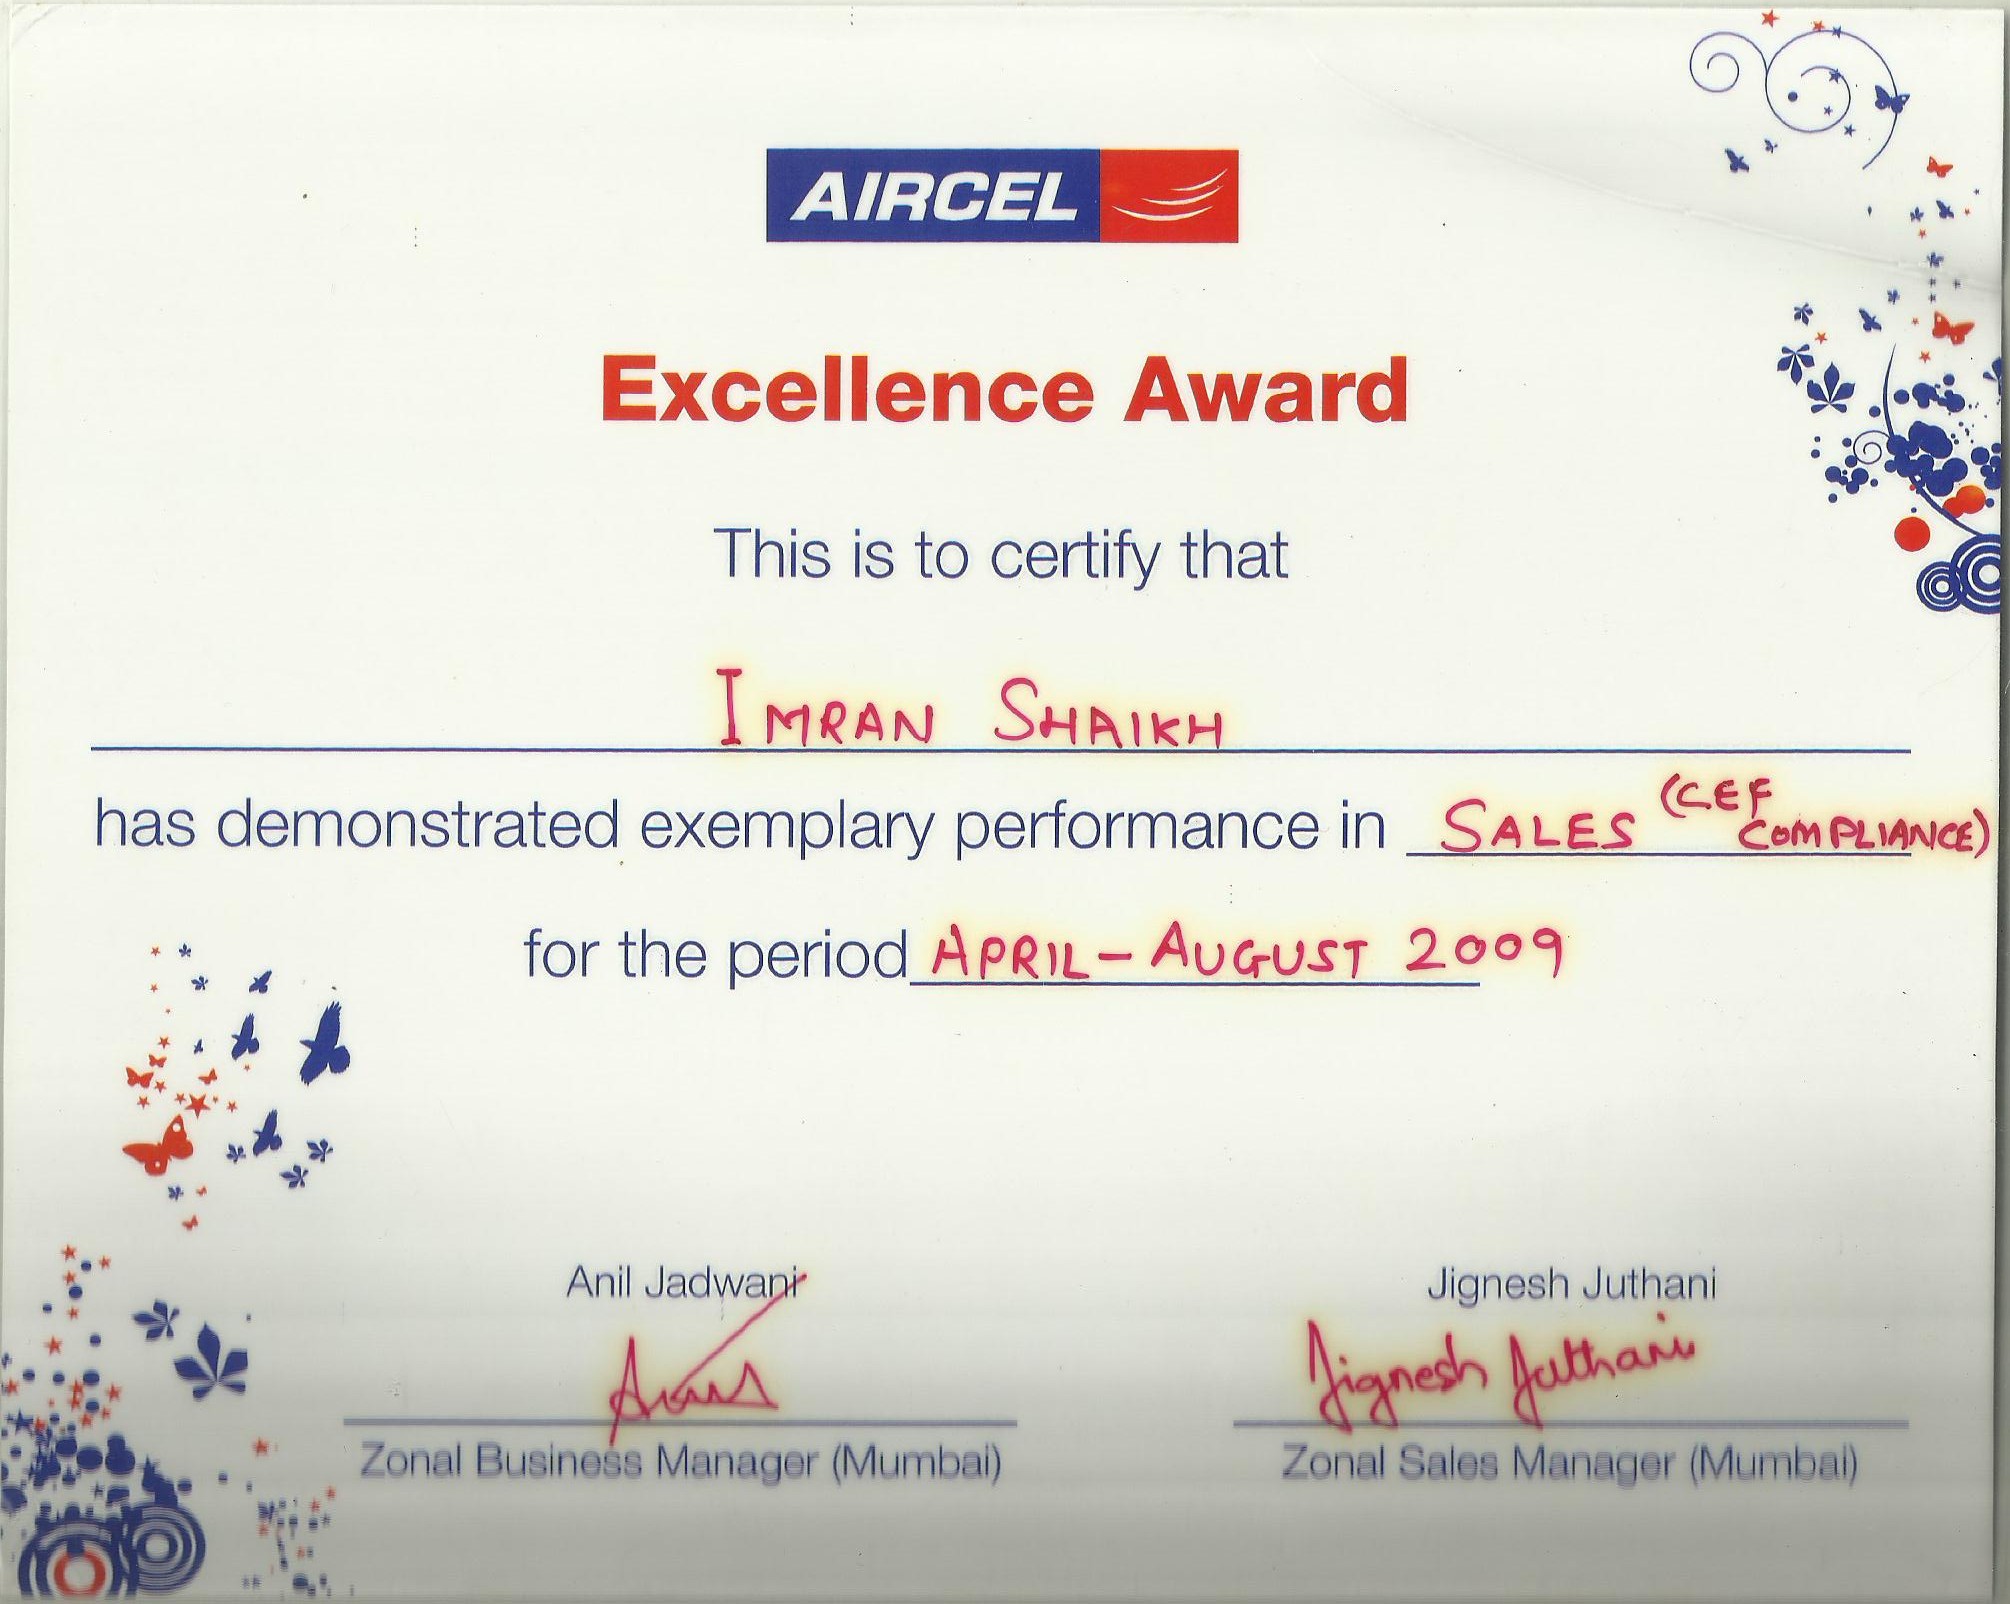 AIRCEL
Excellence Award
This is to certify that
IMRAN SHAIKH
has demonstrated exemplary performance in SALES (CEF COMPLIANCE)
for the period APRIL - AUGUST 2009
Anil Jadwani
Jignesh Juthani
Jignesh Juthani
Zonal Business Manager (Mumbai)
Zonal Sales Manager (Mumbai)